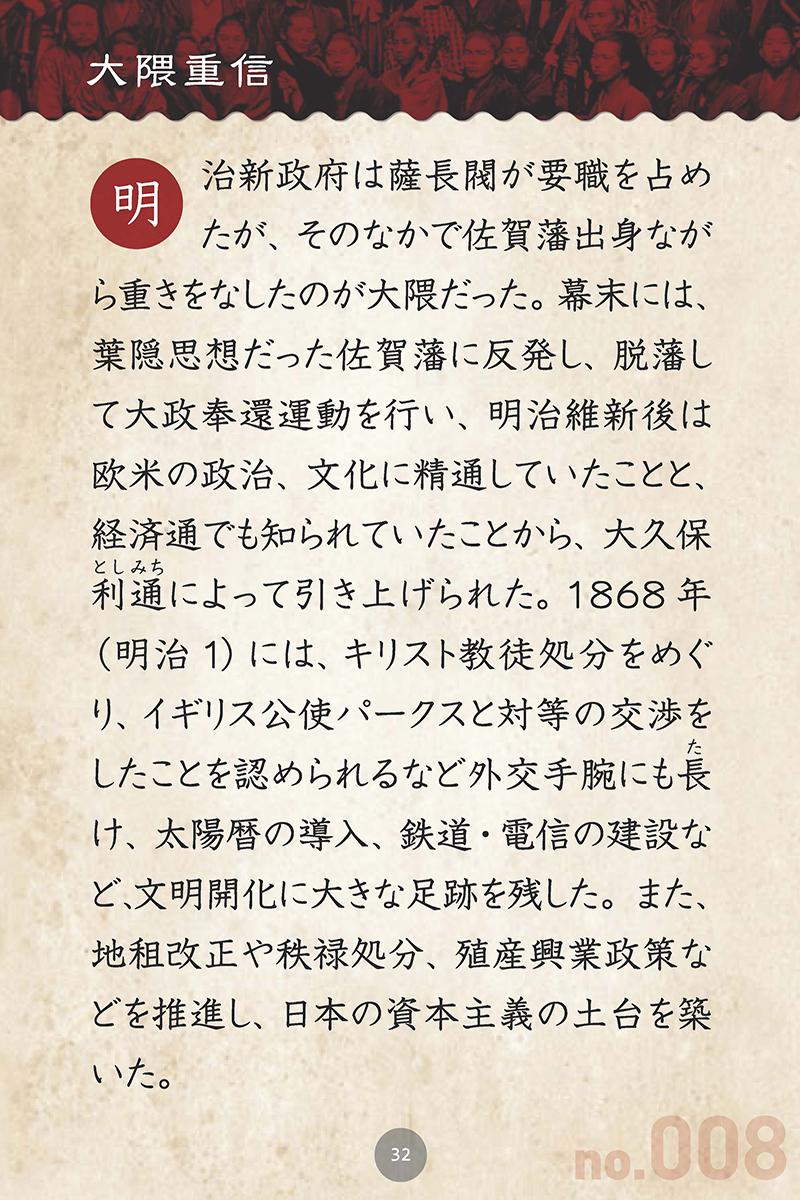 大隈重信
明治新政府は薩長閥が要職を占め
たが、そのなかで佐賀藩出身なが
ら重きをなしたのが大隈だった。幕末には、
葉隠思想だった佐賀藩に反発し、脱藩し
て大政奉還運動を行い、明治維新後は
欧米の政治、文化に精通していたことと、
経済通でも知られていたことから、大久保
としみち
利通によって引き上げられた。1868年
（明治1）には、キリスト教徒処分をめぐ
り、イギリス公使パークスと対等の交渉を
したことを認められるなど外交手腕にも長
た
け、太陽暦の導入、鉄道・電信の建設な
ど、文明開化に大きな足跡を残した。また、
地租改正や秩禄処分、殖産興業政策な
どを推進し、日本の資本主義の土台を築
いた。
32
no.008